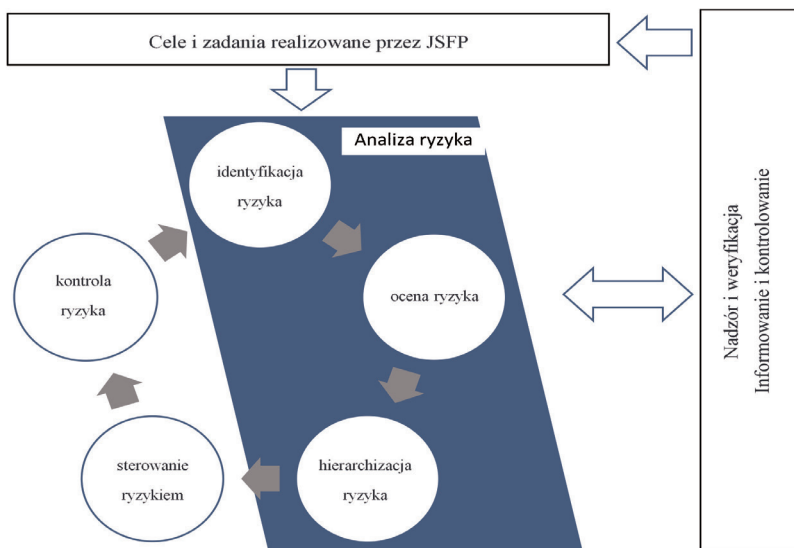 Cele i zadania realizowane przez JSFP
Analiza ryzyka
identyfikacja
ryzyka
ocena ryzyka
hierarchizacja
ryzyka
sterowanie
ryzykiem
kontrola
ryzyka
Nadzór i weryfikacja
Informowanie i kontrolowanie